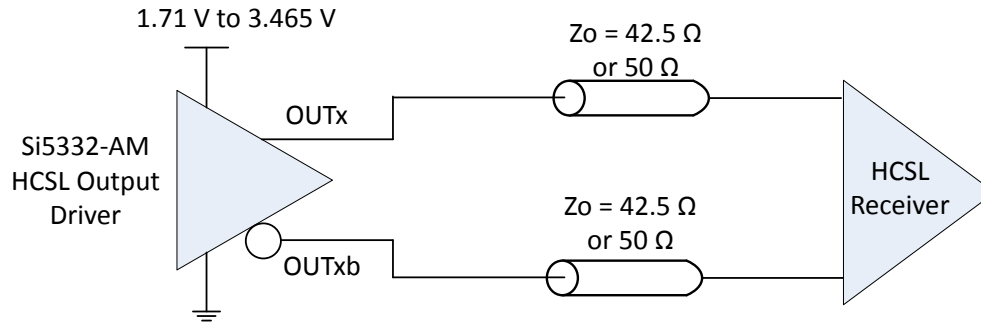 1.71 V to 3.465 V
Zo = 42.5 Ω
or 50 Ω
OUTx
Si5332-AM
HCSL Output
Driver
HCSL
Receiver
Zo = 42.5 Ω
or 50 Ω
OUTxb